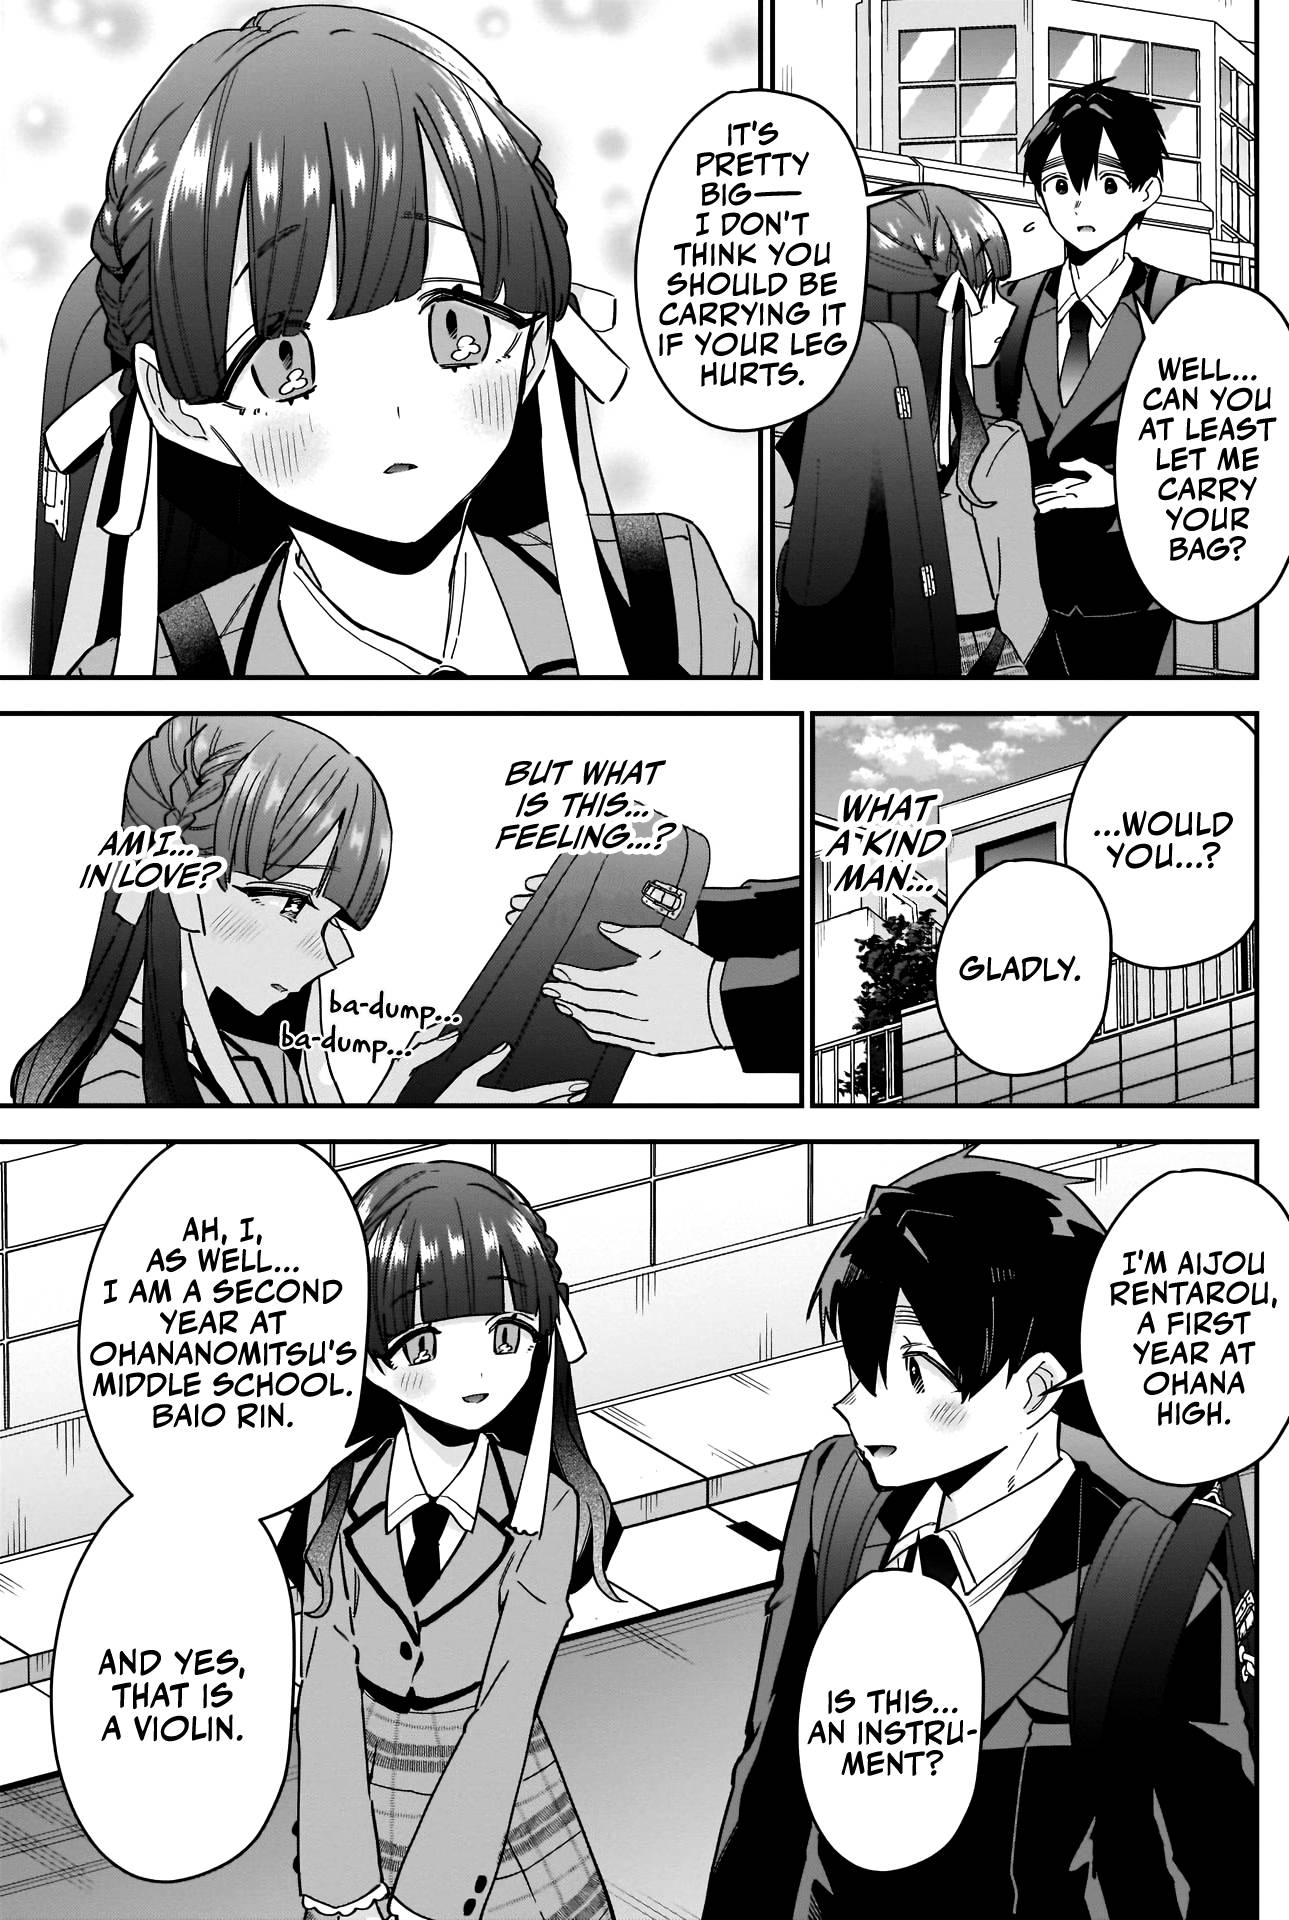 WELL...
CAN YOU
AT LEAST
LET ME
CARRY
YOUR
BAG?
IT'S
PRETTY
BIG——
I DON'T
THINK YOU
SHOULD BE
CARRYING IT
IF YOUR LEG
HURTS.
...WOULD
YOU...?
GLADLY.
WHAT
A KIND
MAN...
BUT WHAT
IS THIS...
FEELING...?
ba-dump...
ba-dump...
AM I...
IN LOVE?
I'M AIJOU
RENTAROU,
A FIRST
YEAR AT
OHANA
HIGH.
IS THIS...
AN INSTRU-
MENT?
AH, I,
AS WELL...
I AM A SECOND
YEAR AT
OHANANOMITSU'S
MIDDLE SCHOOL.
BAIO RIN.
AND YES,
THAT IS
A VIOLIN.